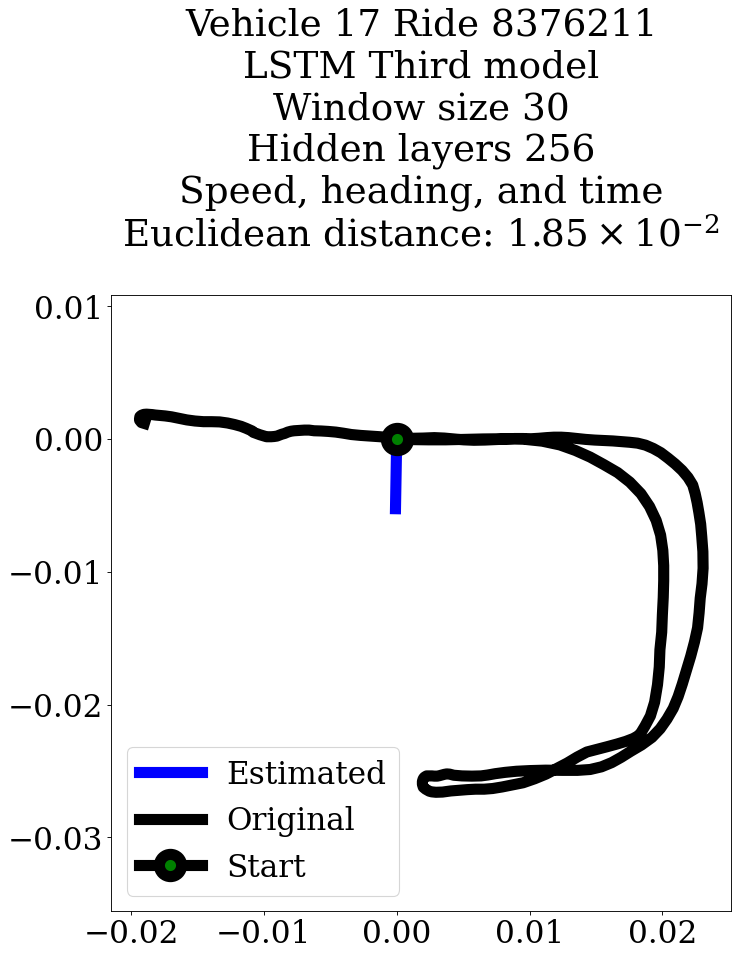 Vehicle 17 Ride 8376211
LSTM Third model
Window size 30
Hidden layers 256
Speed, heading, and time
Euclidean distance: 1.85 × 10⁻²
0.01
0.00
−0.01
−0.02
−0.03
Estimated
Original
Start
−0.02 −0.01 0.00 0.01 0.02